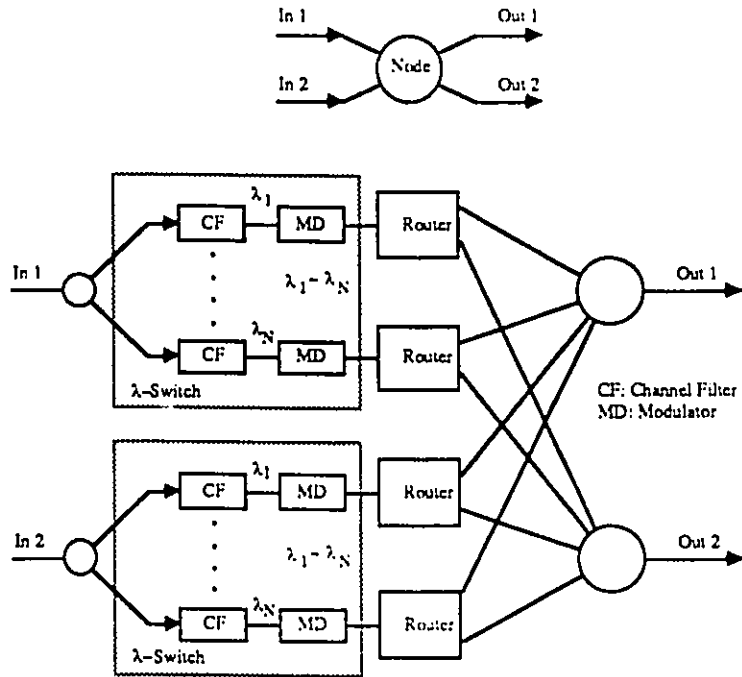 In 1
Out 1
Node
In 2
Out 2
CF
λ1
MD
Router
In 1
λ1 – λN
Out 1
CF
λN
MD
Router
λ–Switch
CF: Channel Filter
MD: Modulator
CF
λ1
MD
Router
In 2
λ1 – λN
Out 2
CF
λN
MD
Router
λ–Switch